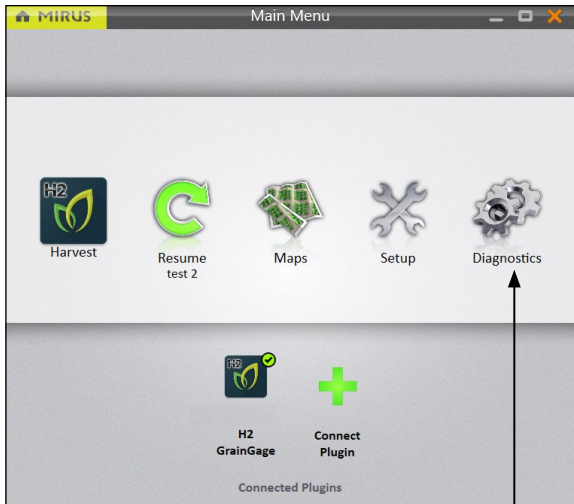 MIRUS
Main Menu
H2
Harvest
Resume
test 2
Maps
Setup
Diagnostics
H2
H2
GrainGage
Connect
Plugin
Connected Plugins